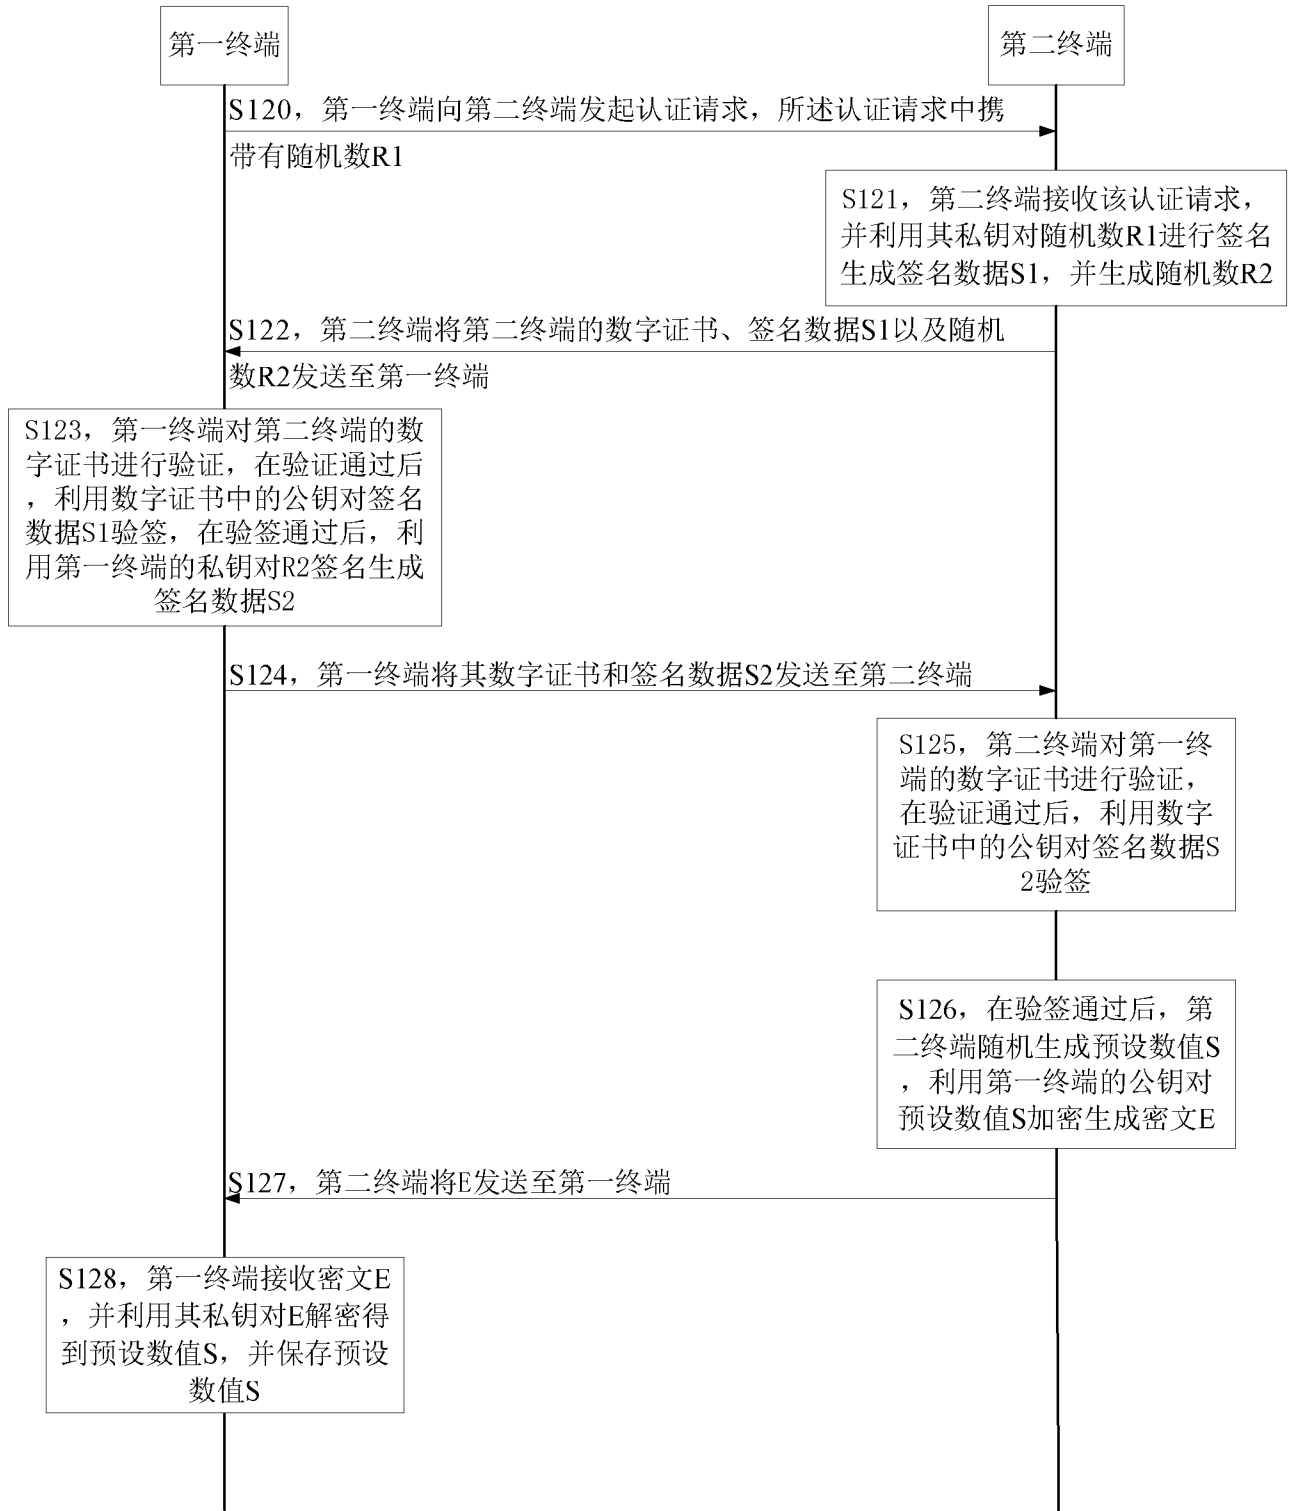 第一终端
第二终端
S120，第一终端向第二终端发起认证请求，所述认证请求中携
带有随机数R1
S121，第二终端接收该认证请求，
并利用其私钥对随机数R1进行签名
生成签名数据S1，并生成随机数R2
S122，第二终端将第二终端的数字证书、签名数据S1以及随机
数R2发送至第一终端
S123，第一终端对第二终端的数
字证书进行验证，在验证通过后
，利用数字证书中的公钥对签名
数据S1验签，在验签通过后，利
用第一终端的私钥对R2签名生成
签名数据S2
S124，第一终端将其数字证书和签名数据S2发送至第二终端
S125，第二终端对第一终
端的数字证书进行验证，
在验证通过后，利用数字
证书中的公钥对签名数据S
2验签
S126，在验签通过后，第
二终端随机生成预设数值S
，利用第一终端的公钥对
预设数值S加密生成密文E
S127，第二终端将E发送至第一终端
S128，第一终端接收密文E
，并利用其私钥对E解密得
到预设数值S，并保存预设
数值S